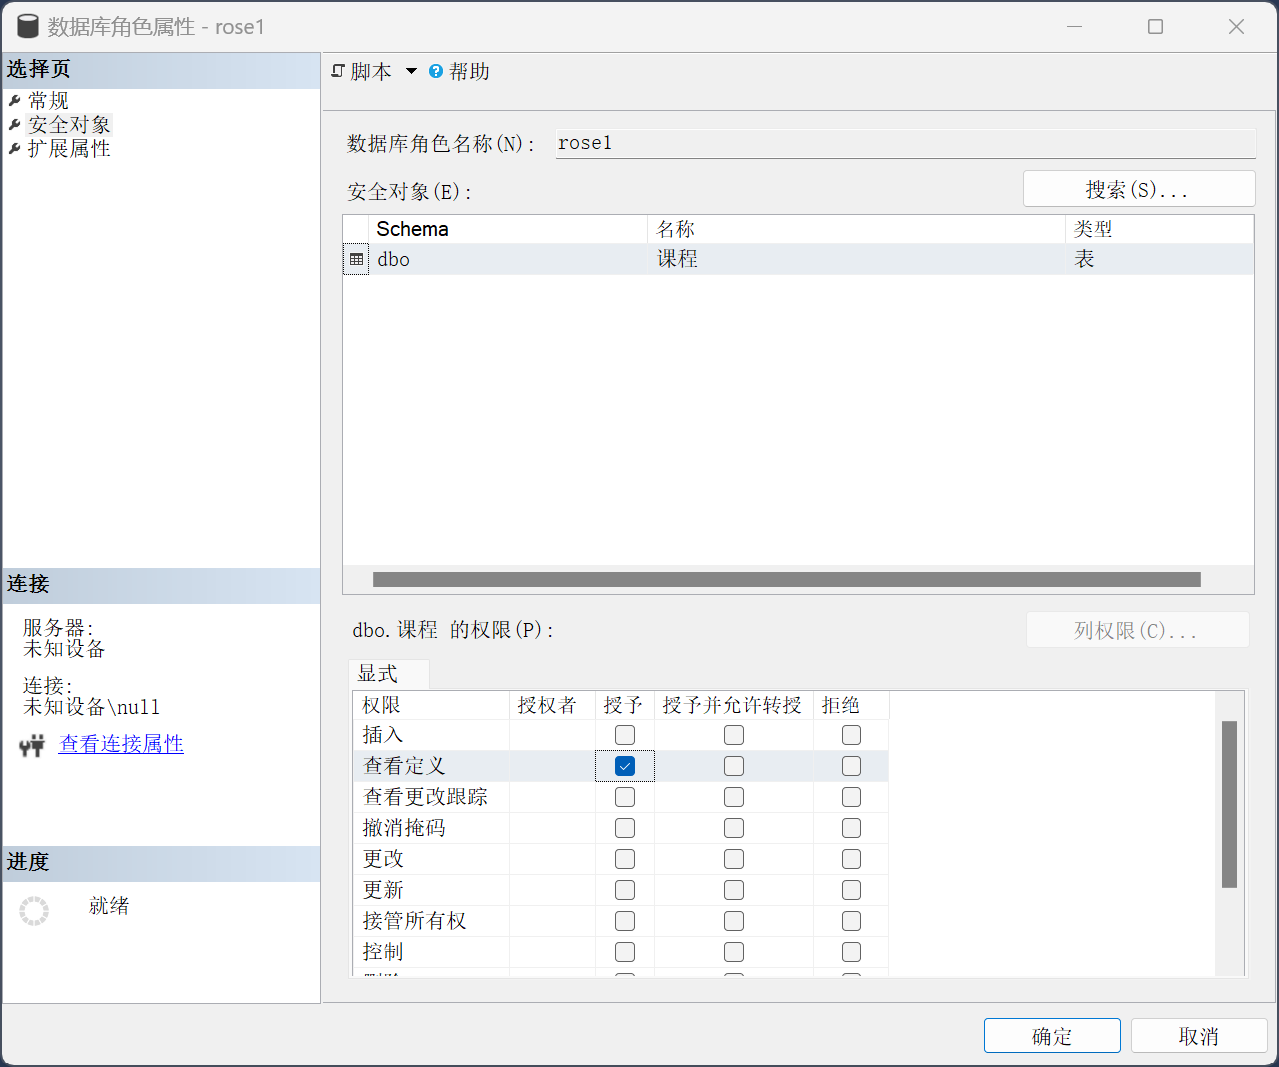 数据库角色属性 - rose1
选择页
常规
安全对象
扩展属性
脚本
帮助
数据库角色名称(N):
rose1
安全对象(E):
搜索(S)...
Schema 名称 类型
dbo 课程 表
连接
服务器:
未知设备
连接:
未知设备\null
查看连接属性
进度
就绪
dbo.课程 的权限(P):
列权限(C)...
显式
权限 授权者 授予 授予并允许转授 拒绝
插入
查看定义
查看更改跟踪
撤消掩码
更改
更新
接管所有权
控制
确定
取消